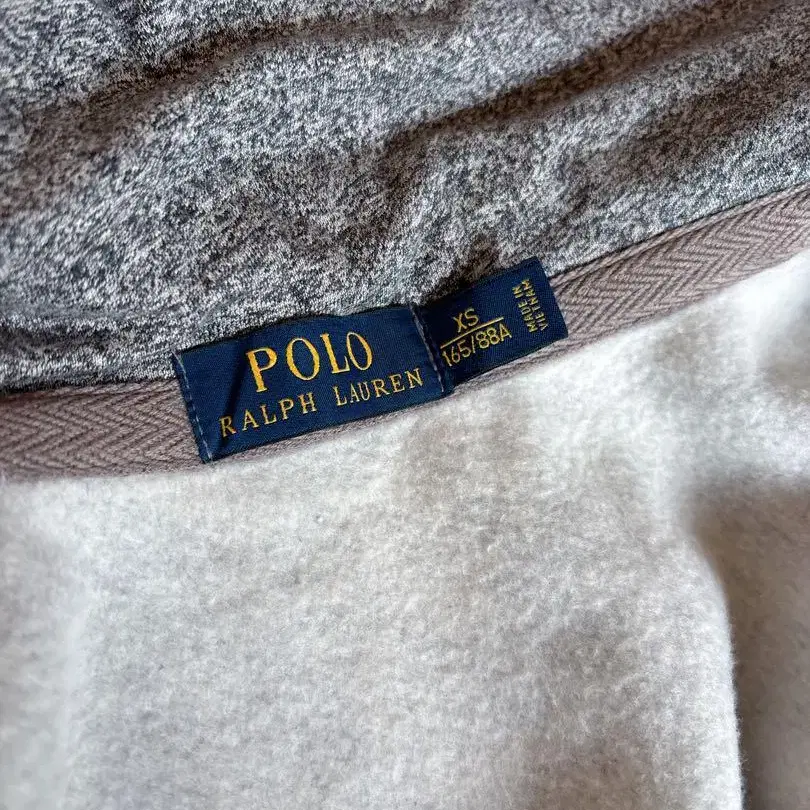 POLO
RALPH LAUREN
XS
165/88A
MADE IN
VIETNAM